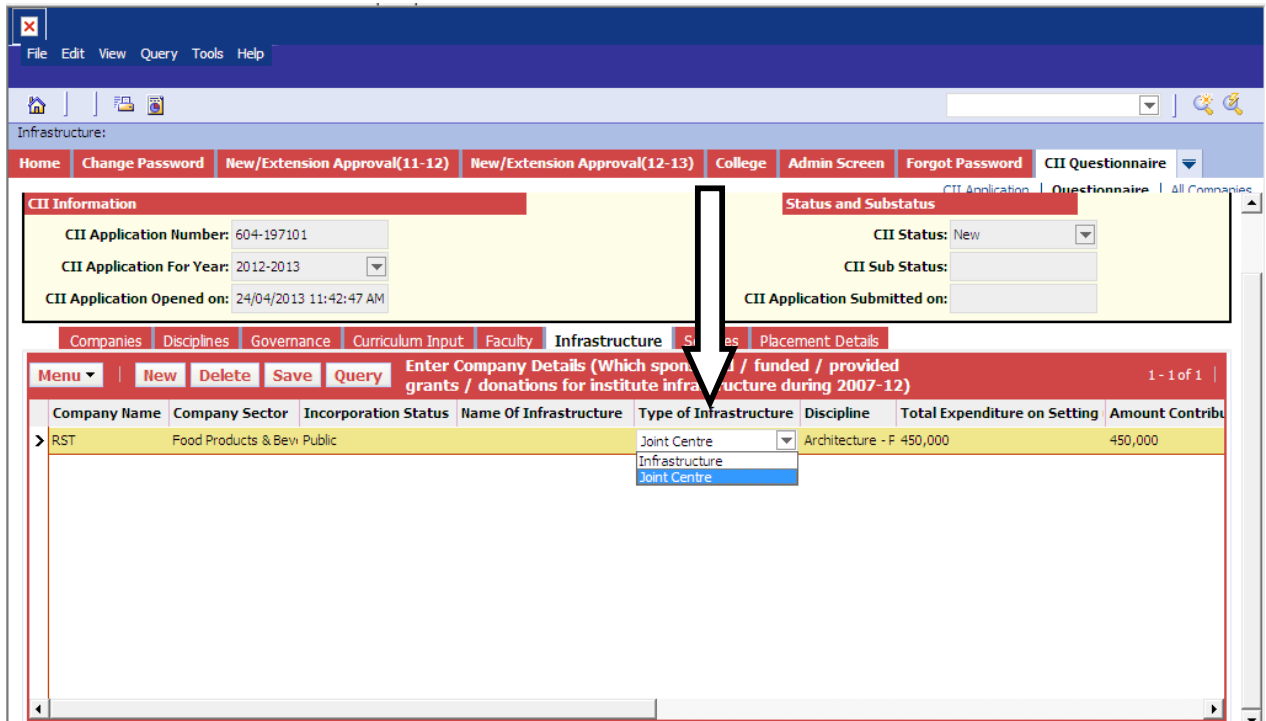 File Edit View Query Tools Help
Infrastructure:
Home Change Password New/Extension Approval(11-12) New/Extension Approval(12-13) College Admin Screen Forgot Password CII Questionnaire
CII Application | Questionnaire | All Companies
CII Information Status and Substatus
CII Application Number: 604-197101 CII Status: New
CII Application For Year: 2012-2013 CII Sub Status:
CII Application Opened on: 24/04/2013 11:42:47 AM CII Application Submitted on:
Companies Disciplines Governance Curriculum Input Faculty Infrastructure Placement Details
Menu New Delete Save Query Enter Company Details (Which / funded / provided
grants / donations for institute during 2007-12) 1 - 1 of 1
Company Name Company Sector Incorporation Status Name Of Infrastructure Type of Infrastructure Discipline Total Expenditure on Setting Amount Contribu
RST Food Products & Bev Public Joint Centre Architecture - P 450,000 450,000
Infrastructure
Joint Centre